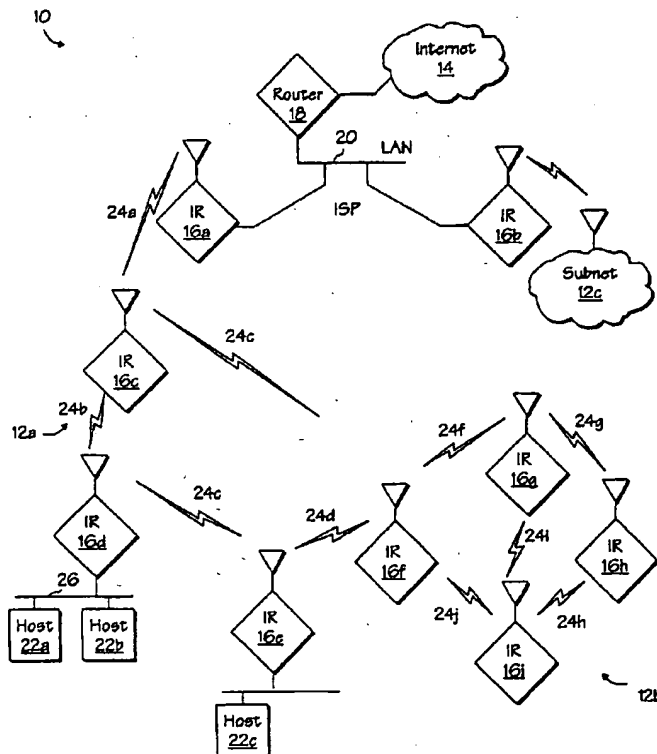 10
Internet
14
Router
18
20
LAN
24a
IR
16a
ISP
IR
16b
Subnet
12c
IR
16c
24c
24b
12a
24f
IR
16g
24g
IR
16d
24c
24d
IR
16f
24i
IR
16h
26
Host
22a
Host
22b
IR
16e
24j
24h
IR
16i
Host
22c
12b